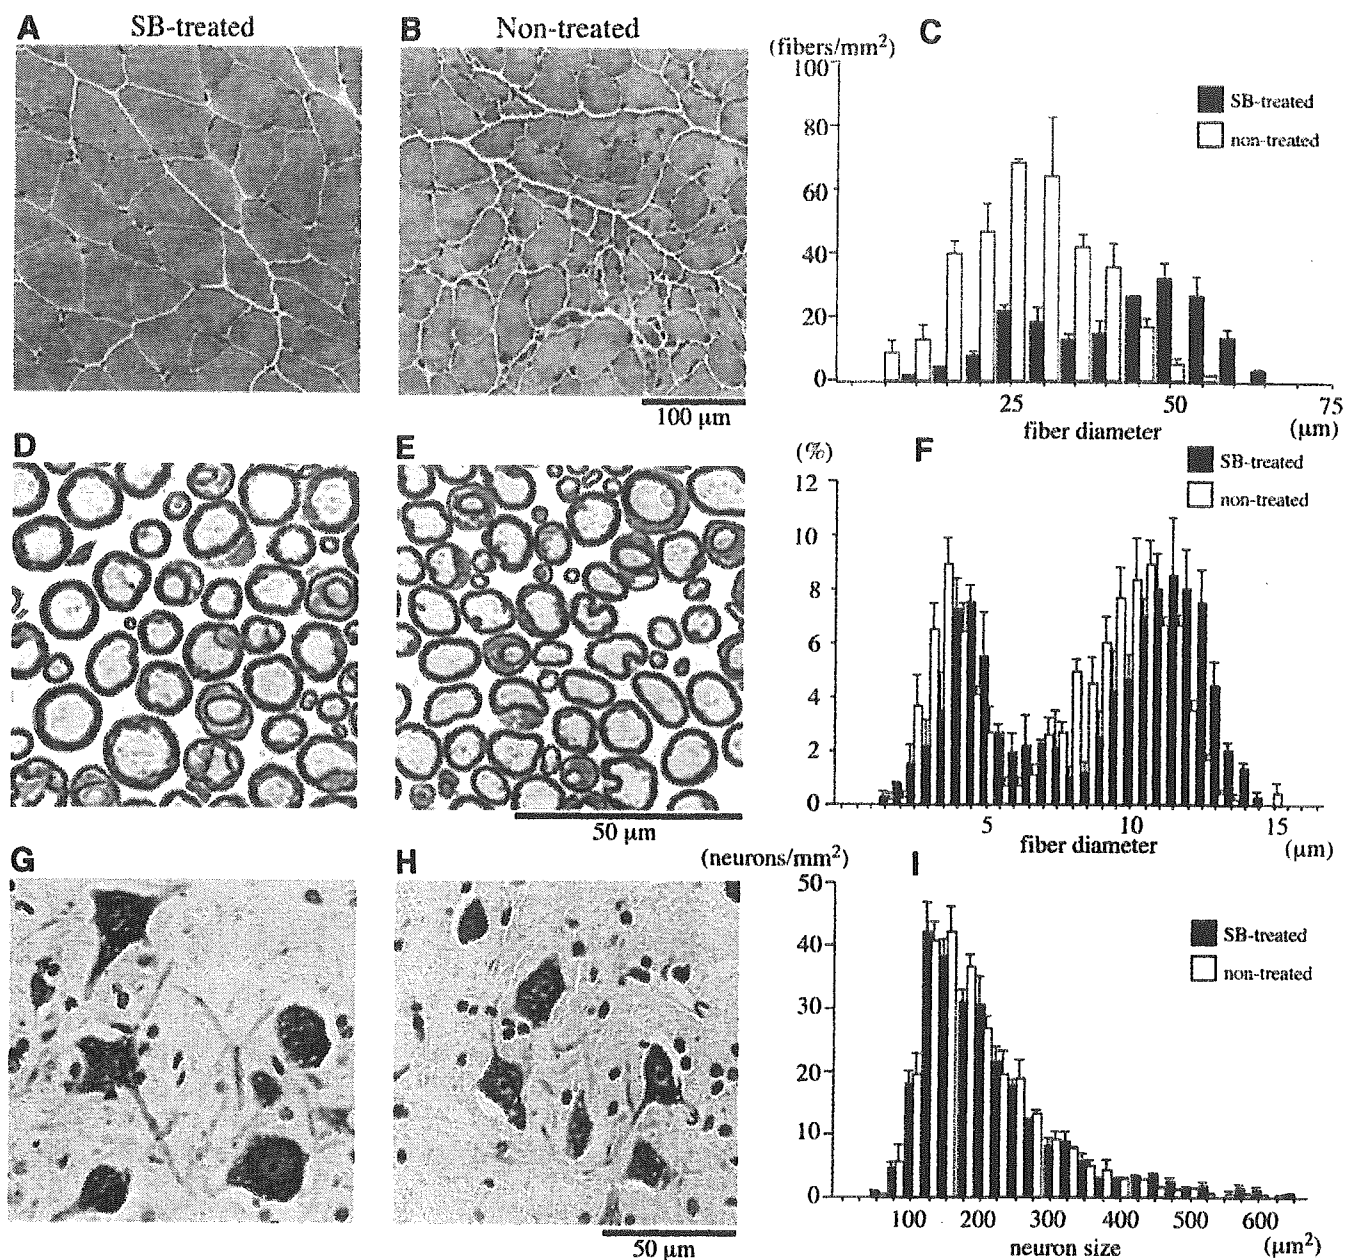 A SB-treated
B Non-treated
C
(fibers/mm²)
100
80
60
40
20
0
SB-treated
non-treated
25 50 75
fiber diameter (μm)
100 μm
D
E
F
(%)
12
10
8
6
4
2
0
SB-treated
non-treated
5 10 15
fiber diameter (μm)
50 μm
G
H
I
(neurons/mm²)
50
40
30
20
10
0
SB-treated
non-treated
100 200 300 400 500 600
neuron size (μm²)
50 μm